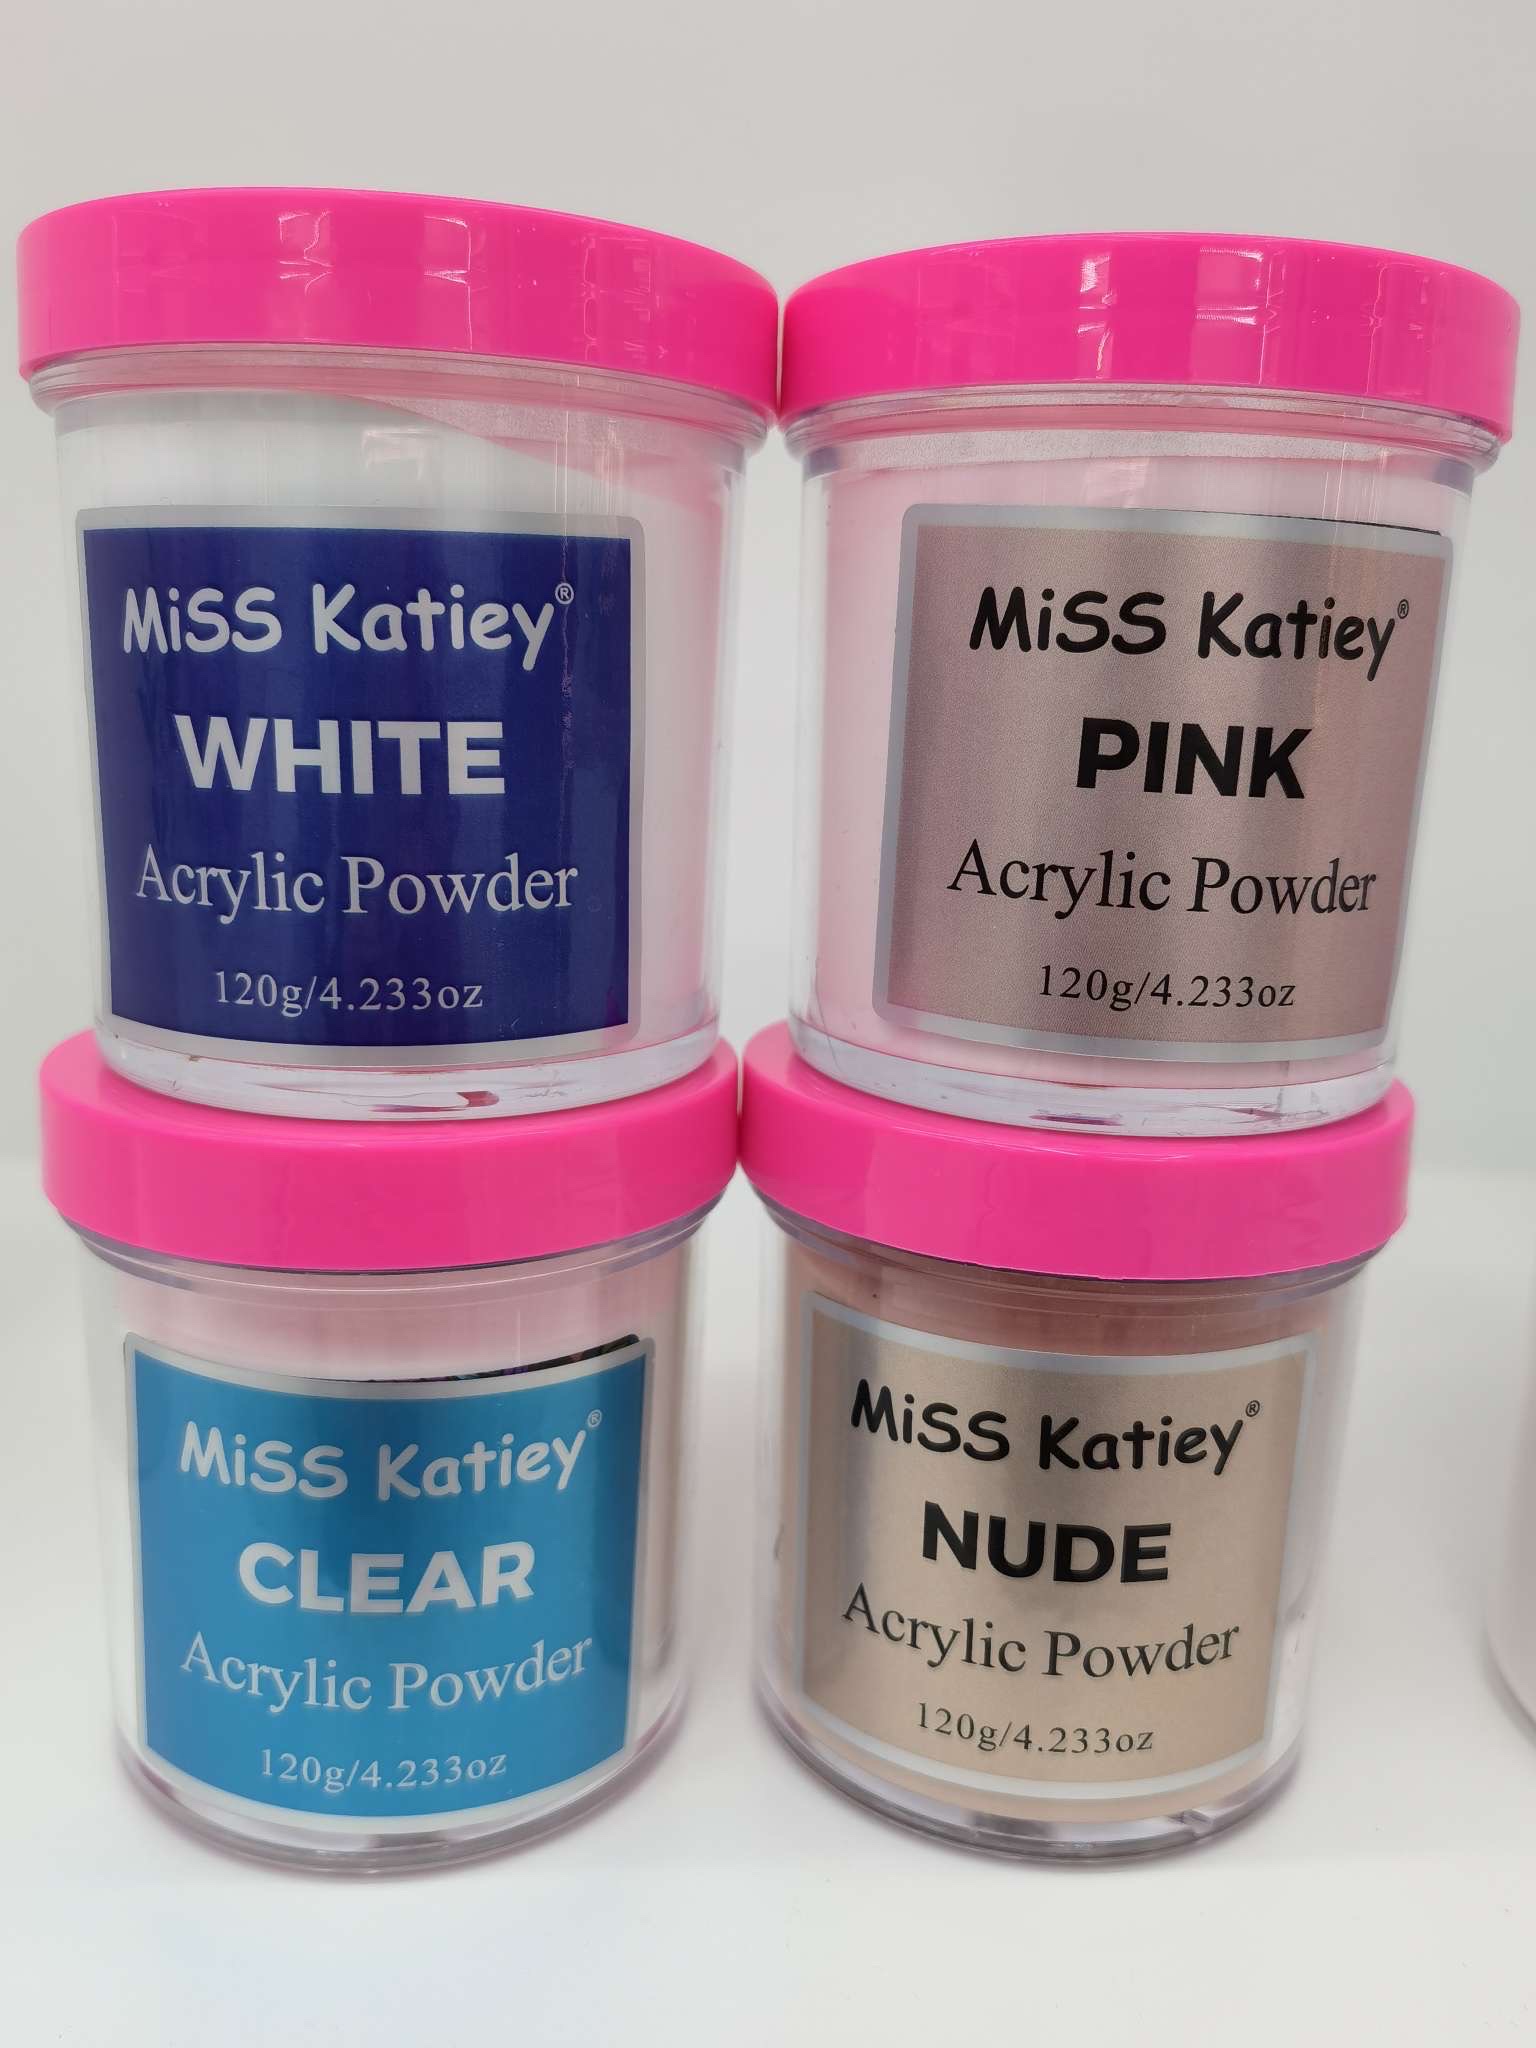 MiSS Katiey®
WHITE
Acrylic Powder
120g/4.233oz
MiSS Katiey®
PINK
Acrylic Powder
120g/4.233oz
MiSS Katiey®
CLEAR
Acrylic Powder
120g/4.233oz
MiSS Katiey®
NUDE
Acrylic Powder
120g/4.233oz